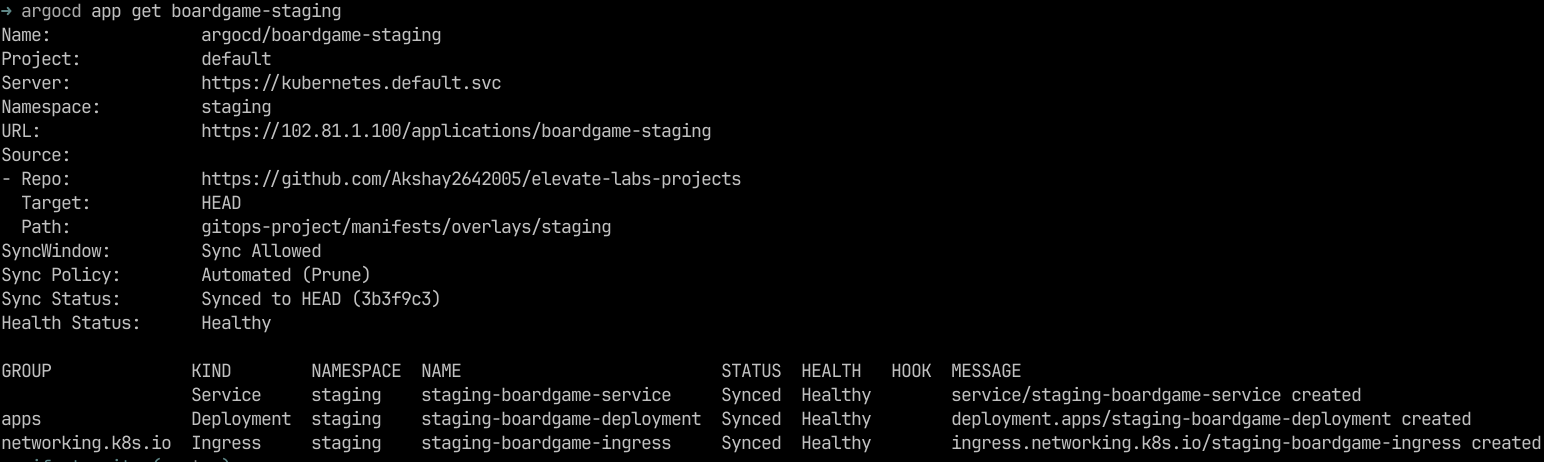 → argocd app get boardgame-staging
Name:               argocd/boardgame-staging
Project:            default
Server:             https://kubernetes.default.svc
Namespace:          staging
URL:                https://102.81.1.100/applications/boardgame-staging
Source:
- Repo:             https://github.com/Akshay2642005/elevate-labs-projects
  Target:           HEAD
  Path:             gitops-project/manifests/overlays/staging
SyncWindow:         Sync Allowed
Sync Policy:        Automated (Prune)
Sync Status:        Synced to HEAD (3b3f9c3)
Health Status:      Healthy

GROUP              KIND        NAMESPACE  NAME                          STATUS  HEALTH   HOOK  MESSAGE
                   Service     staging    staging-boardgame-service     Synced  Healthy        service/staging-boardgame-service created
apps               Deployment  staging    staging-boardgame-deployment  Synced  Healthy        deployment.apps/staging-boardgame-deployment created
networking.k8s.io  Ingress     staging    staging-boardgame-ingress     Synced  Healthy        ingress.networking.k8s.io/staging-boardgame-ingress created